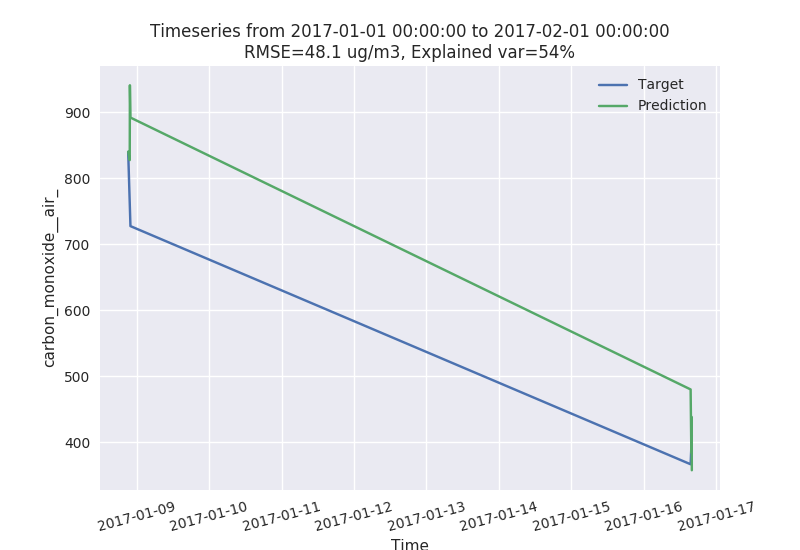 Timeseries from 2017-01-01 00:00:00 to 2017-02-01 00:00:00
RMSE=48.1 ug/m3, Explained var=54%
Target
Prediction
carbon_monoxide__air_
900
800
700
600
500
400
2017-01-09
2017-01-10
2017-01-11
2017-01-12
2017-01-13
2017-01-14
2017-01-15
2017-01-16
2017-01-17
Time